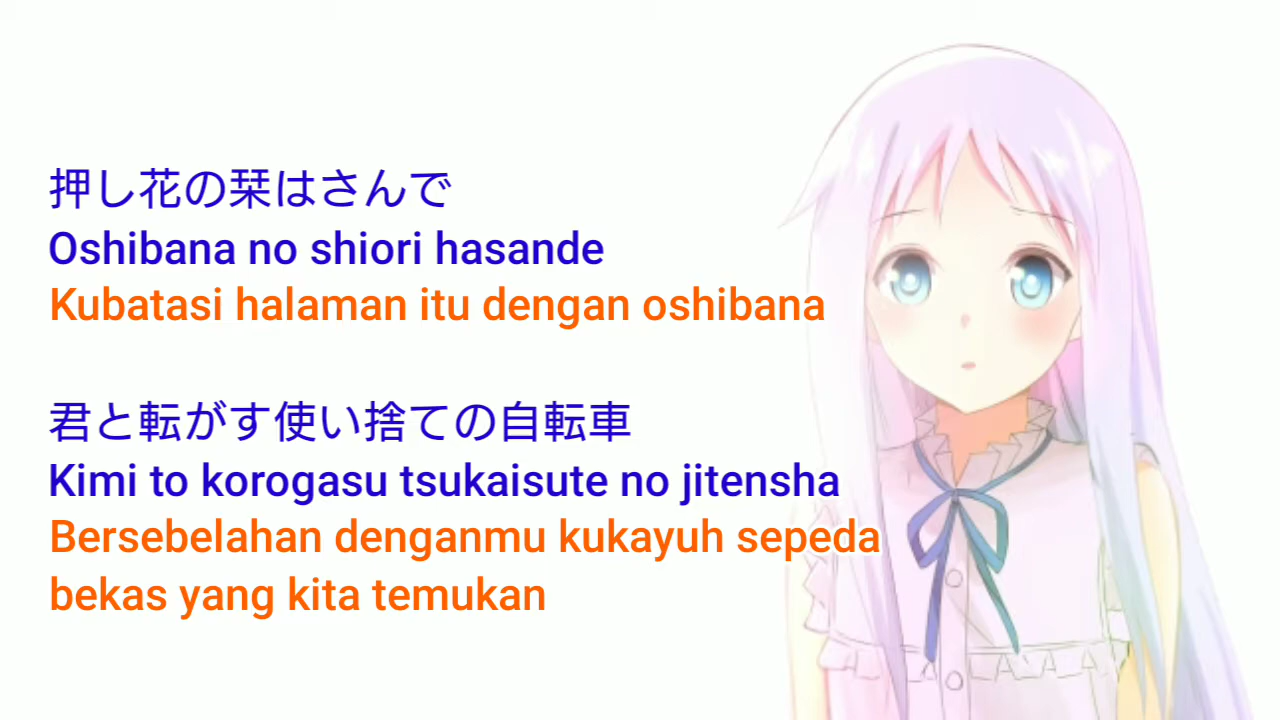 押し花の栞はさんで
Oshibana no shiori hasande
Kubatasi halaman itu dengan oshibana
君と転がす使い捨ての自転車
Kimi to korogasu tsukaisute no jitensha
Bersebelahan denganmu kukayuh sepeda
bekas yang kita temukan